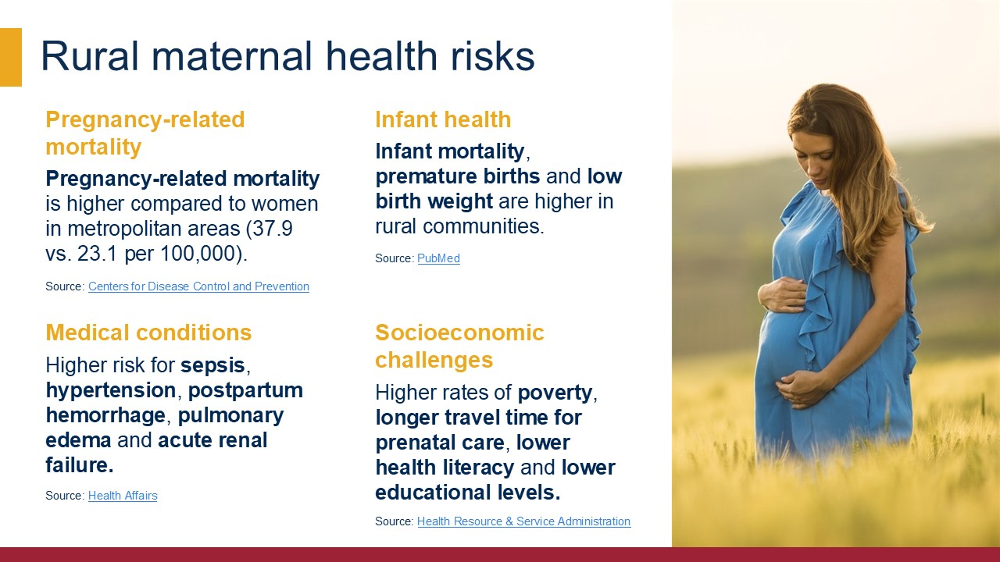 Rural maternal health risks
Pregnancy-related
mortality
Pregnancy-related mortality
is higher compared to women
in metropolitan areas (37.9
vs. 23.1 per 100,000).
Source: Centers for Disease Control and Prevention
Infant health
Infant mortality,
premature births and low
birth weight are higher in
rural communities.
Source: PubMed
Medical conditions
Higher risk for sepsis,
hypertension, postpartum
hemorrhage, pulmonary
edema and acute renal
failure.
Source: Health Affairs
Socioeconomic
challenges
Higher rates of poverty,
longer travel time for
prenatal care, lower
health literacy and lower
educational levels.
Source: Health Resource & Service Administration